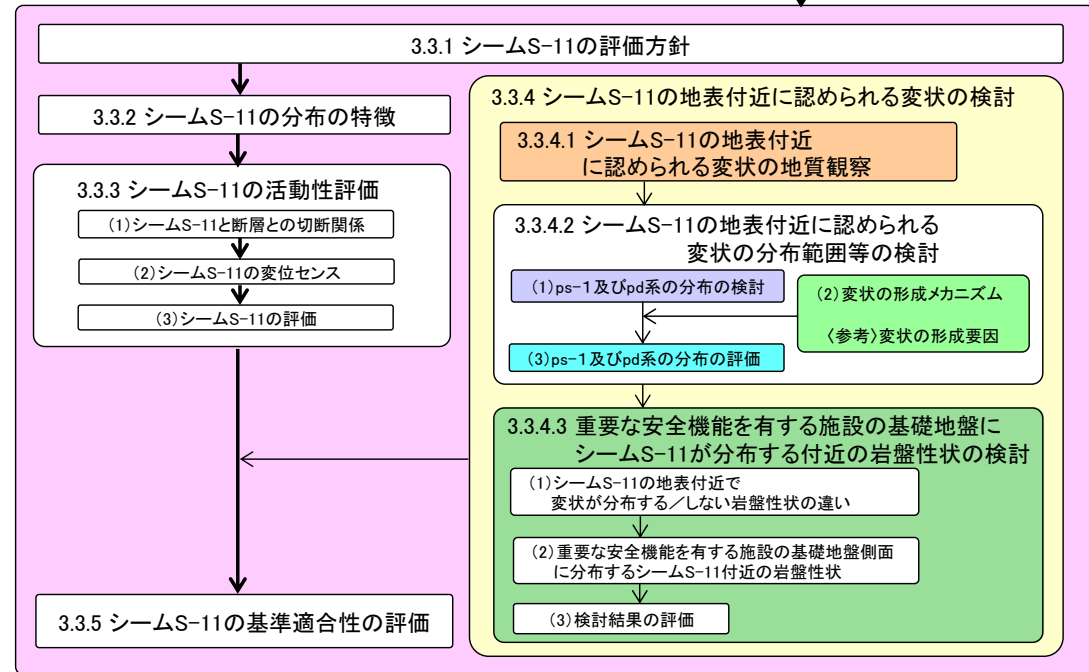 3.3.1 シームS-11の評価方針
3.3.2 シームS-11の分布の特徴
3.3.3 シームS-11の活動性評価
(1)シームS-11と断層との切断関係
(2)シームS-11の変位センス
(3)シームS-11の評価
3.3.4 シームS-11の地表付近に認められる変状の検討
3.3.4.1 シームS-11の地表付近
に認められる変状の地質観察
3.3.4.2 シームS-11の地表付近に認められる
変状の分布範囲等の検討
(1)ps-1及びpd系の分布の検討
(2)変状の形成メカニズム
〈参考〉変状の形成要因
(3)ps-1及びpd系の分布の評価
3.3.4.3 重要な安全機能を有する施設の基礎地盤に
シームS-11が分布する付近の岩盤性状の検討
(1)シームS-11の地表付近で
変状が分布する/しない岩盤性状の違い
(2)重要な安全機能を有する施設の基礎地盤側面
に分布するシームS-11付近の岩盤性状
(3)検討結果の評価
3.3.5 シームS-11の基準適合性の評価